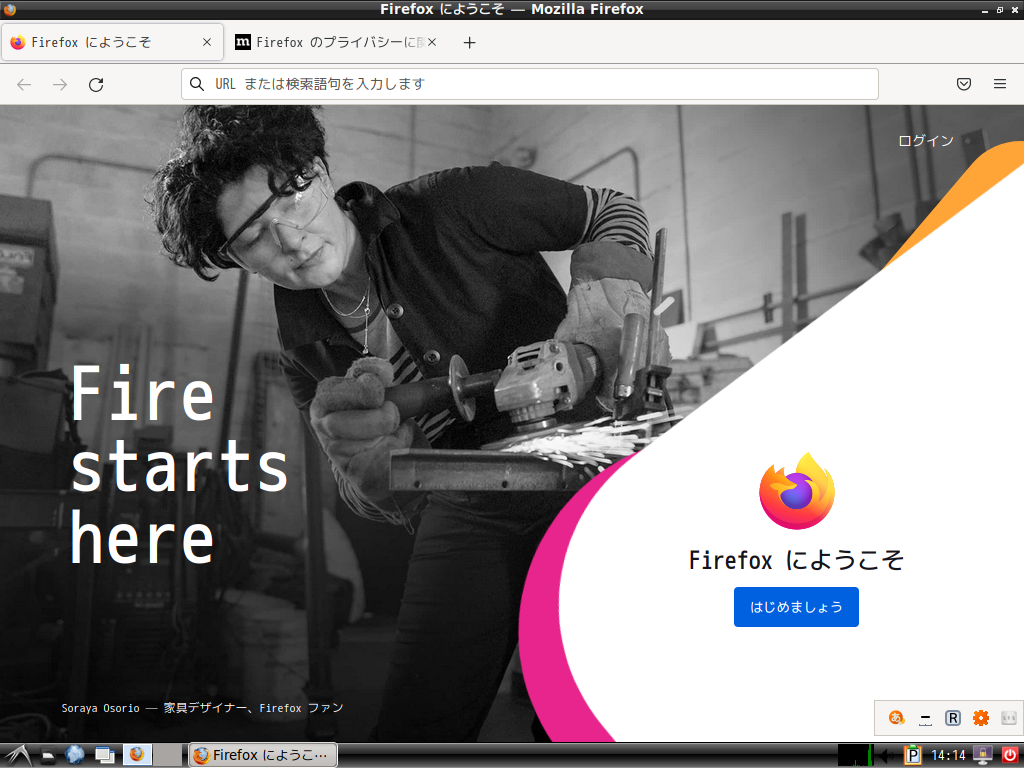 Firefox にようこそ — Mozilla Firefox
Firefox にようこそ
m Firefox のプライバシーに
URL または検索語句を入力します
ログイン
Fire
starts
here
Firefox にようこそ
はじめましょう
Soraya Osorio — 家具デザイナー、Firefox ファン
あ R
Firefox にようこ…
P 14:14